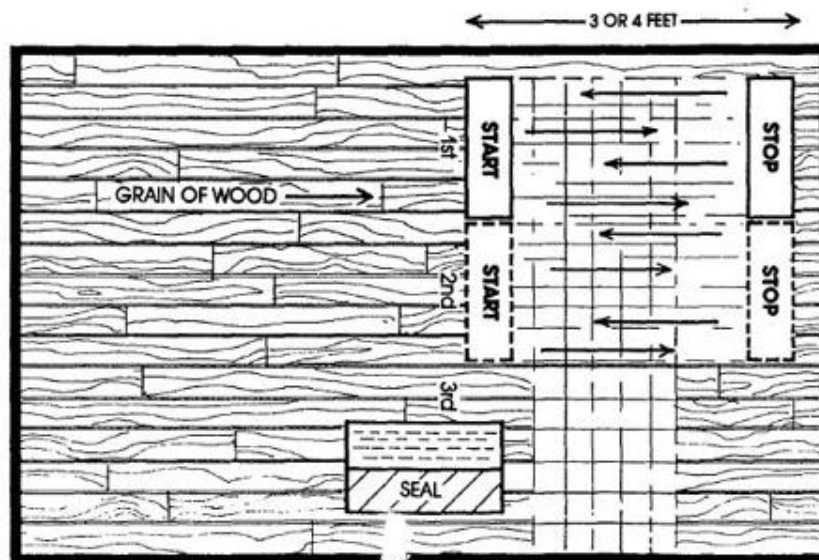 3 OR 4 FEET
1st
START
STOP
GRAIN OF WOOD
2nd
START
STOP
3rd
SEAL